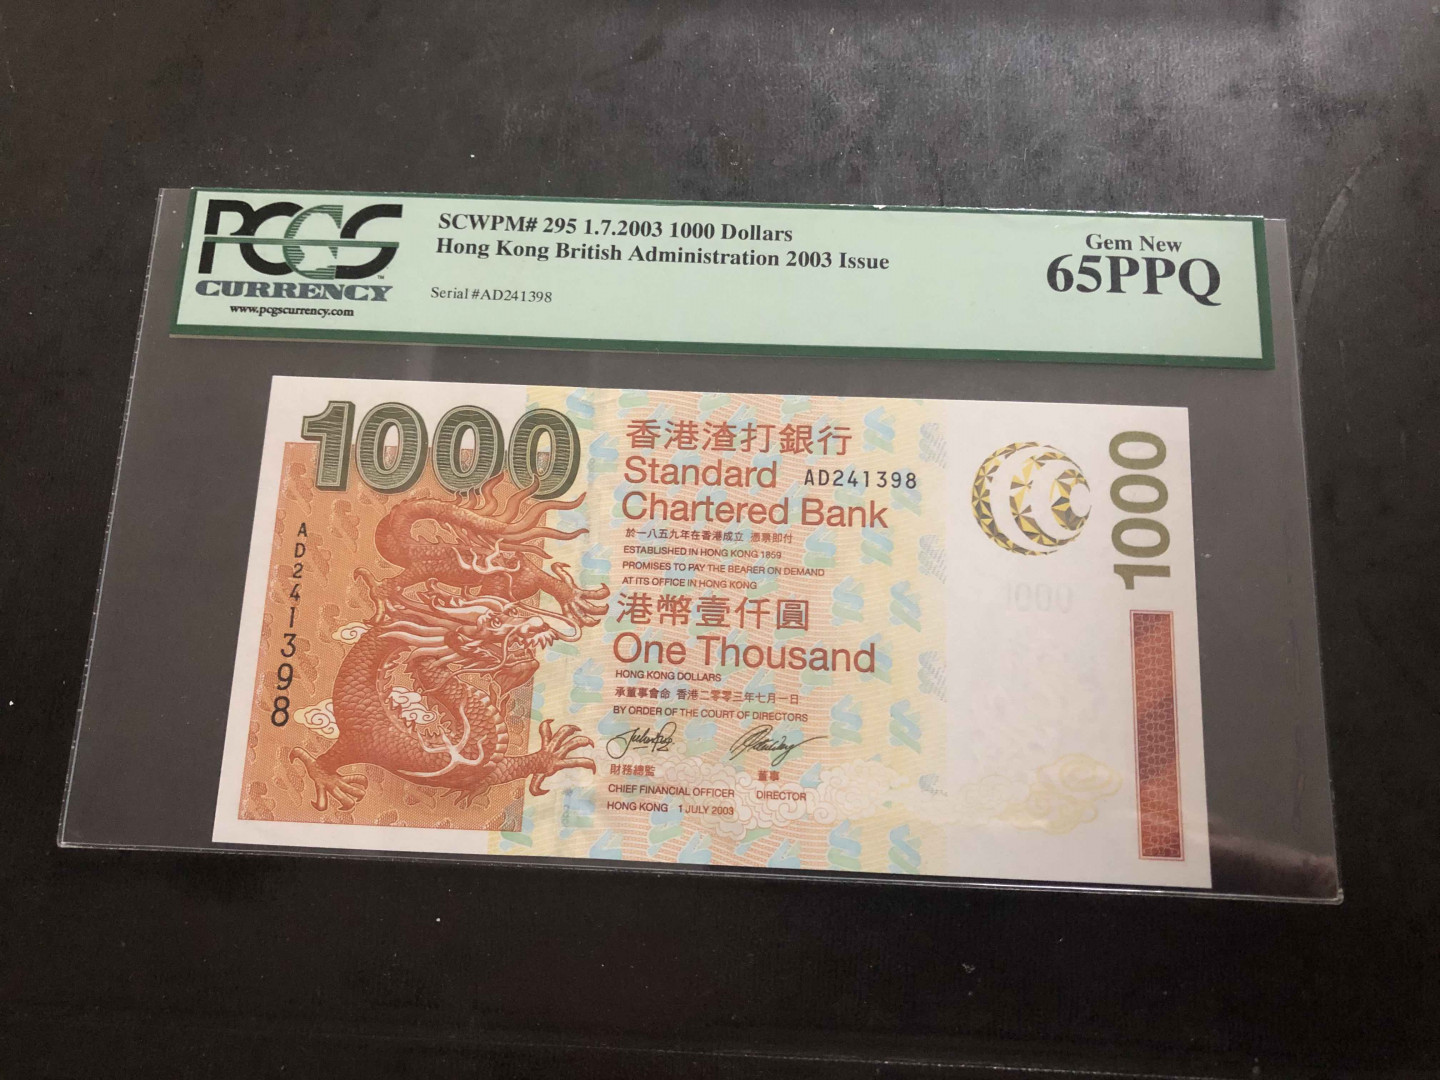 PCGS
CURRENCY
™
www.pcgscurrency.com
SCWPM# 295 1.7.2003 1000 Dollars
Hong Kong British Administration 2003 Issue
Serial #AD241398
Gem New
65PPQ
1000
香港渣打銀行
Standard AD241398
Chartered Bank
於一八五九年在香港成立 憑票即付
ESTABLISHED IN HONG KONG 1859
PROMISES TO PAY THE BEARER ON DEMAND
AT ITS OFFICE IN HONG KONG
港幣壹仟圓
One Thousand
HONG KONG DOLLARS
承董事會命 香港二零零三年七月一日
BY ORDER OF THE COURT OF DIRECTORS
財務總監 董事
CHIEF FINANCIAL OFFICER DIRECTOR
HONG KONG 1 JULY 2003
AD241398
1000
1000